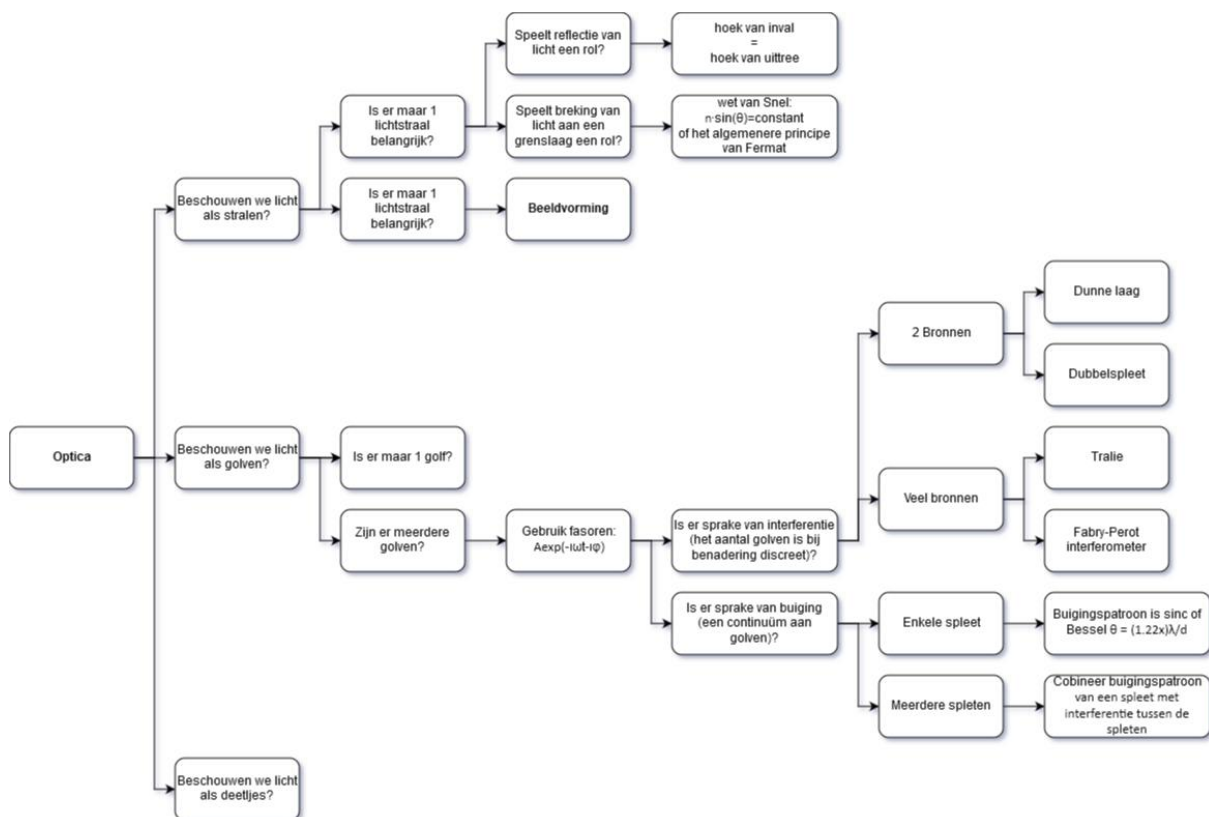 Optica
Beschouwen we licht
als stralen?
Is er maar 1
lichtstraal
belangrijk?
Speelt reflectie van
licht een rol?
hoek van inval
=
hoek van uittree
Speelt breking van
licht aan een
grenslaag een rol?
wet van Snel:
n·sin(θ)=constant
of het algemenere principe
van Fermat
Is er maar 1
lichtstraal
belangrijk?
Beeldvorming
Beschouwen we licht
als golven?
Is er maar 1 golf?
Zijn er meerdere
golven?
Gebruik fasoren:
Aexp(-ıωt-ıφ)
Is er sprake van interferentie
(het aantal golven is bij
benadering discreet)?
2 Bronnen
Dunne laag
Dubbelspleet
Veel bronnen
Tralie
Fabry-Perot
interferometer
Is er sprake van buiging
(een continuüm aan
golven)?
Enkele spleet
Buigingspatroon is sinc of
Bessel θ = (1.22x)λ/d
Meerdere spleten
Cobineer buigingspatroon
van een spleet met
interferentie tussen de
spleten
Beschouwen we licht
als deetljes?